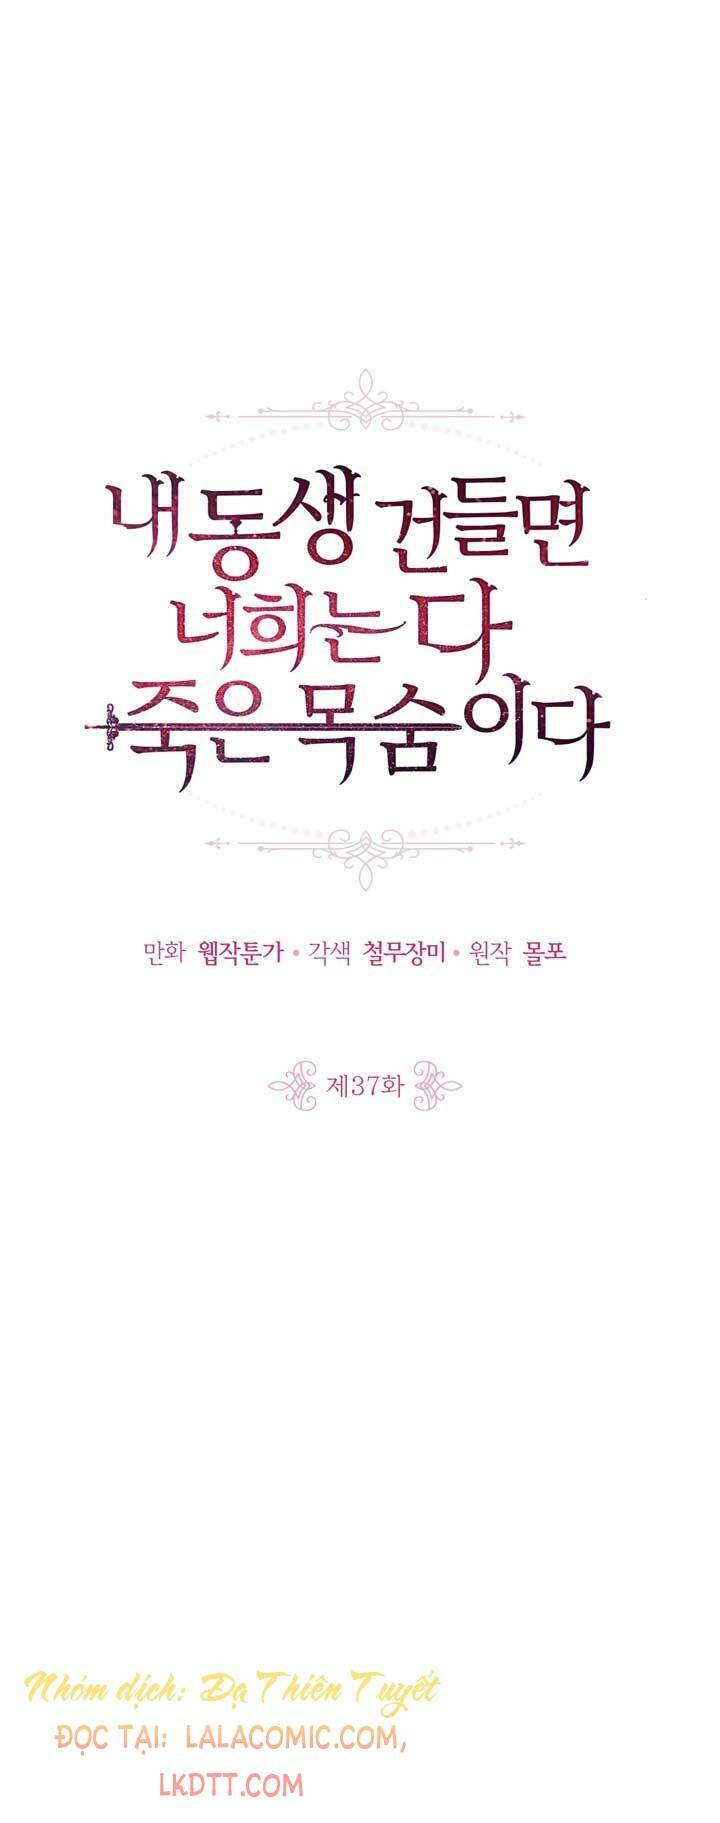 내 동생 건들면
너희는 다
죽은 목숨이다
만화 웹작튠가 • 각색 철무장미 • 원작 몰포
제37화
Nhóm dịch: Dạ Thiên Tuyết
ĐỌC TẠI: LALACOMIC.COM,
LKDTT.COM